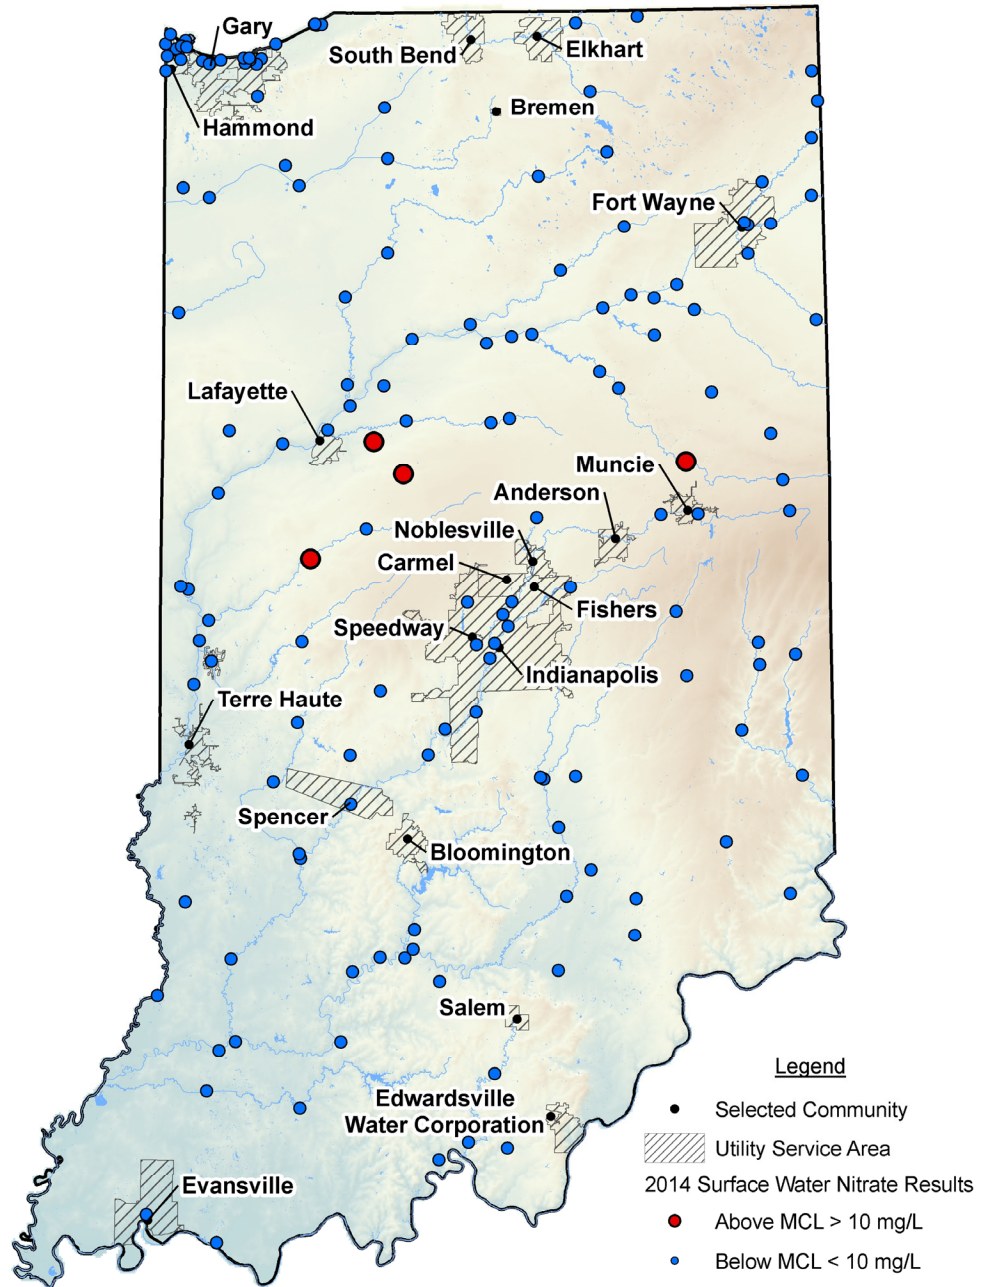 Gary
South Bend
Elkhart
Bremen
Hammond
Fort Wayne
Lafayette
Muncie
Anderson
Noblesville
Carmel
Fishers
Speedway
Indianapolis
Terre Haute
Spencer
Bloomington
Salem
Edwardsville
Water Corporation
Evansville
Legend
Selected Community
Utility Service Area
2014 Surface Water Nitrate Results
Above MCL > 10 mg/L
Below MCL < 10 mg/L